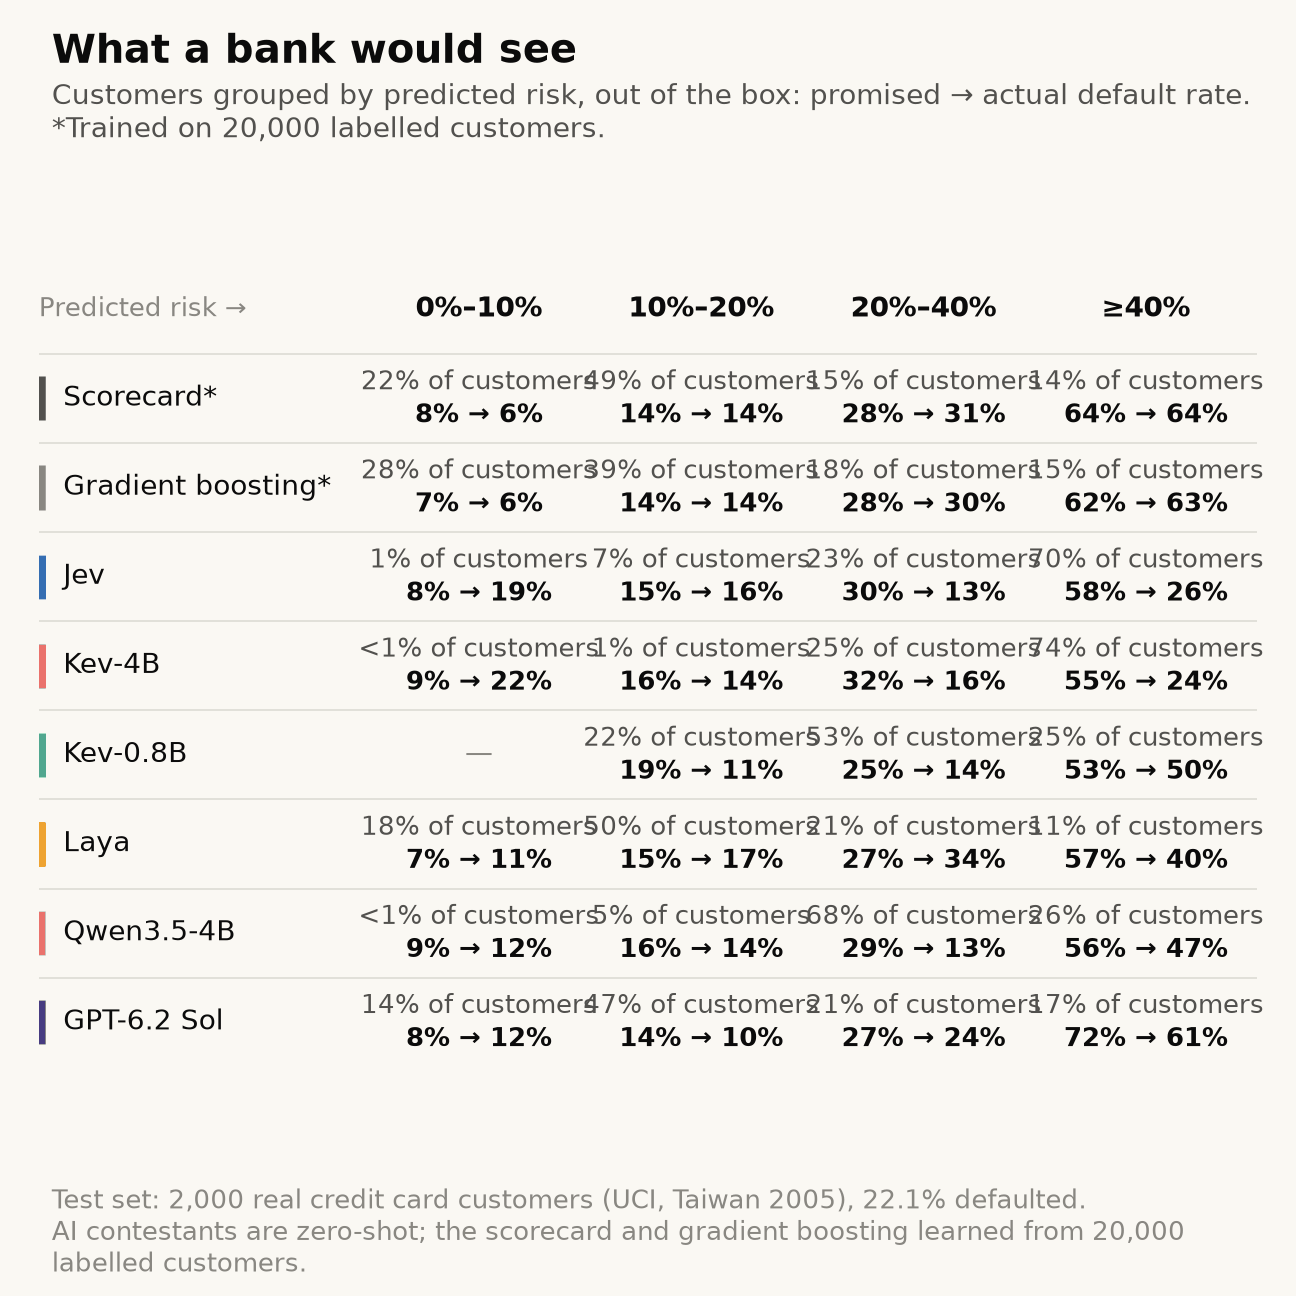 What a bank would see
Customers grouped by predicted risk, out of the box: promised → actual default rate.
*Trained on 20,000 labelled customers.
Predicted risk → 0%–10% 10%–20% 20%–40% ≥40%
22% of customers 49% of customers 15% of customers 14% of customers
Scorecard*
8% → 6% 14% → 14% 28% → 31% 64% → 64%
28% of customers 39% of customers 18% of customers 15% of customers
Gradient boosting*
7% → 6% 14% → 14% 28% → 30% 62% → 63%
1% of customers 7% of customers 23% of customers 70% of customers
Jev
8% → 19% 15% → 16% 30% → 13% 58% → 26%
<1% of customers 1% of customers 25% of customers 74% of customers
Kev-4B
9% → 22% 16% → 14% 32% → 16% 55% → 24%
22% of customers 53% of customers 25% of customers
Kev-0.8B —
19% → 11% 25% → 14% 53% → 50%
18% of customers 50% of customers 21% of customers 11% of customers
Laya
7% → 11% 15% → 17% 27% → 34% 57% → 40%
<1% of customers 5% of customers 68% of customers 26% of customers
Qwen3.5-4B
9% → 12% 16% → 14% 29% → 13% 56% → 47%
14% of customers 47% of customers 21% of customers 17% of customers
GPT-6.2 Sol
8% → 12% 14% → 10% 27% → 24% 72% → 61%
Test set: 2,000 real credit card customers (UCI, Taiwan 2005), 22.1% defaulted.
AI contestants are zero-shot; the scorecard and gradient boosting learned from 20,000
labelled customers.